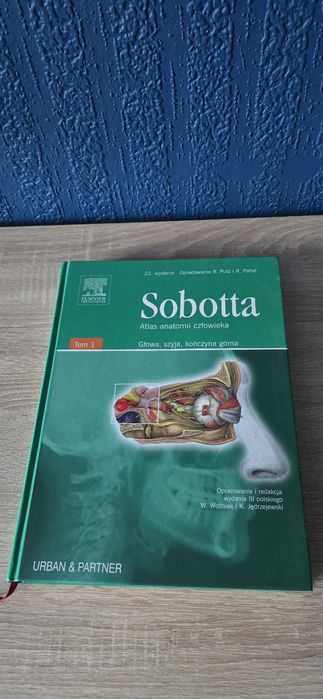 22. wydanie Opracowanie R. Putz i R. Pabst
ELSEVIER
Sobotta
Atlas anatomii człowieka
Tom 1
Głowa, szyja, kończyna górna
Opracowanie i redakcja
wydania III polskiego
W. Woźniak i K. Jędrzejewski
URBAN & PARTNER